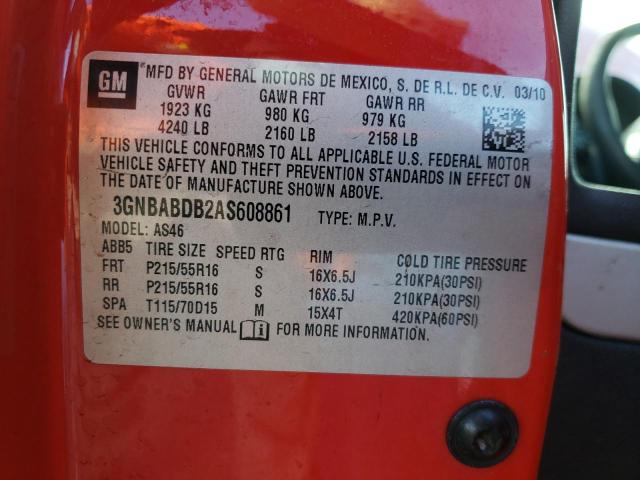 GM *MFD BY GENERAL MOTORS DE MEXICO, S. DE R.L. DE C.V. 03/10
GVWR GAWR FRT GAWR RR
1923 KG 980 KG 979 KG
4240 LB 2160 LB 2158 LB
THIS VEHICLE CONFORMS TO ALL APPLICABLE U.S. FEDERAL MOTOR
VEHICLE SAFETY AND THEFT PREVENTION STANDARDS IN EFFECT ON
THE DATE OF MANUFACTURE SHOWN ABOVE.
3GNBABDB2AS608861 TYPE: M.P.V.
MODEL: AS46
ABB5 TIRE SIZE SPEED RTG RIM COLD TIRE PRESSURE
FRT P215/55R16 S 16X6.5J 210KPA(30PSI)
RR P215/55R16 S 16X6.5J 210KPA(30PSI)
SPA T115/70D15 M 15X4T 420KPA(60PSI)
SEE OWNER'S MANUAL FOR MORE INFORMATION.